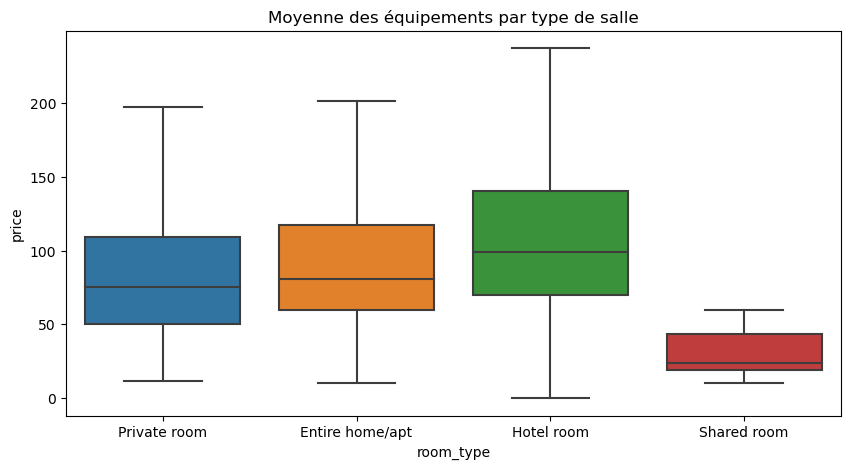 Moyenne des équipements par type de salle
price
200
150
100
50
0
Private room
Entire home/apt
Hotel room
Shared room
room_type